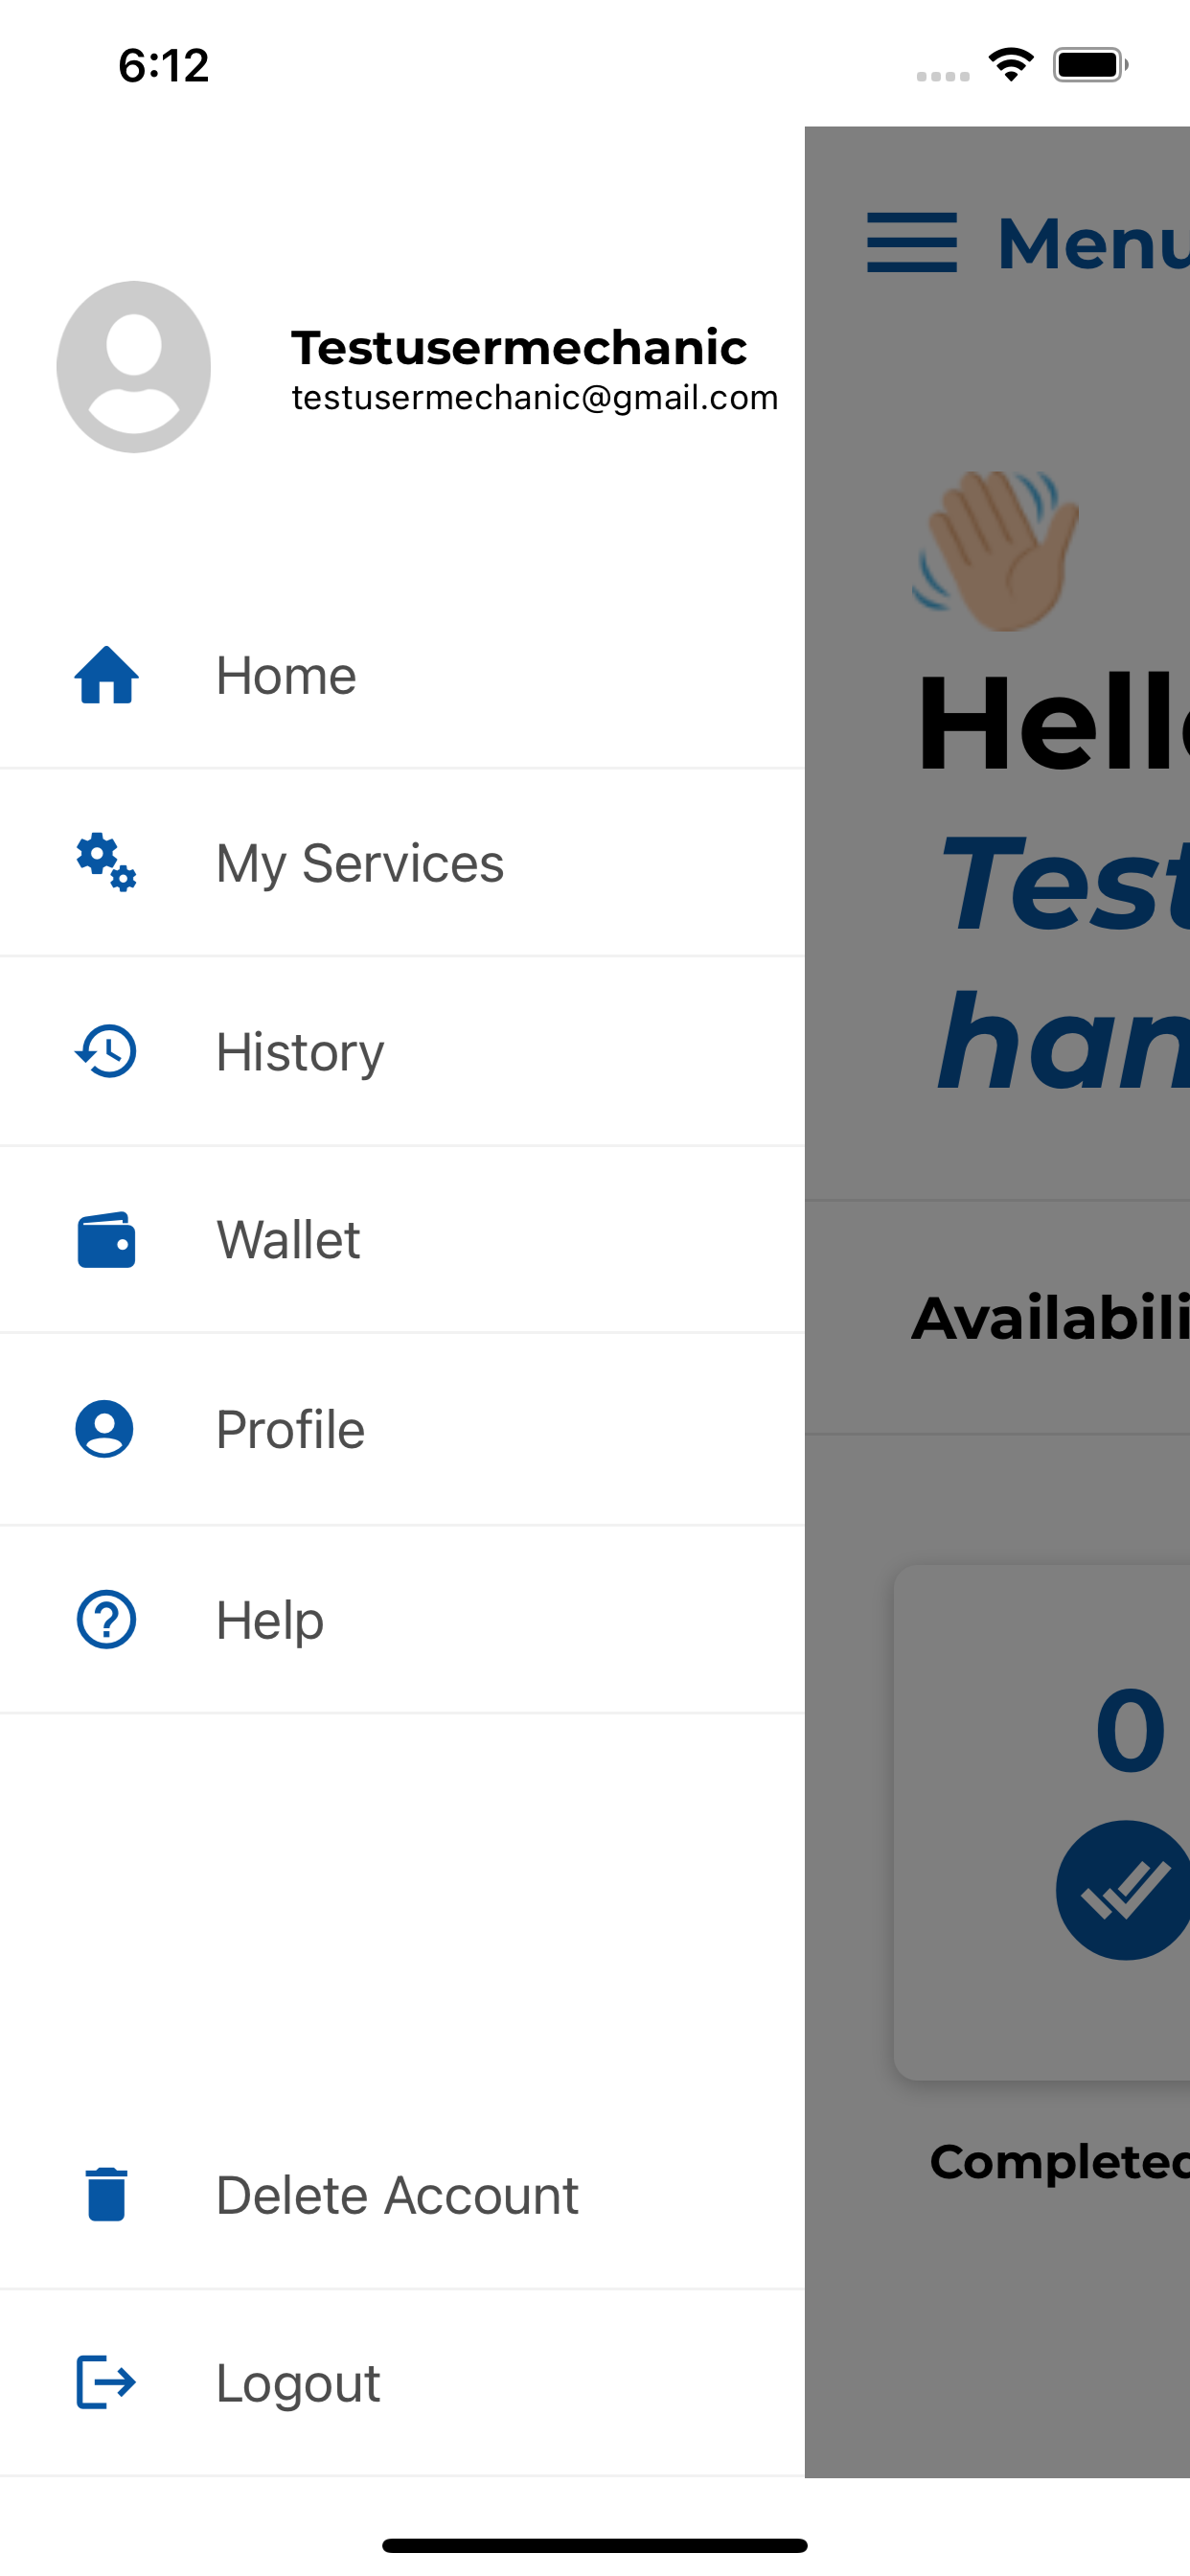 6:12
Testusermechanic
testusermechanic@gmail.com
Home
My Services
History
Wallet
Profile
Help
Delete Account
Logout
Menu
Hello
Test
han
Availabili
0
Completed